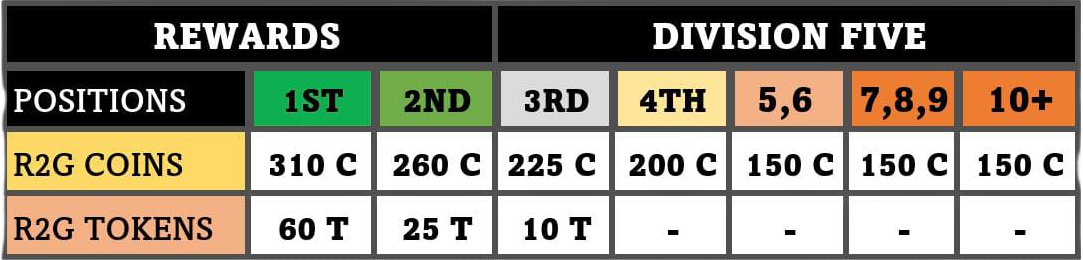 REWARDS DIVISION FIVE
POSITIONS 1ST 2ND 3RD 4TH 5,6 7,8,9 10+
R2G COINS 310 C 260 C 225 C 200 C 150 C 150 C 150 C
R2G TOKENS 60 T 25 T 10 T - - - -